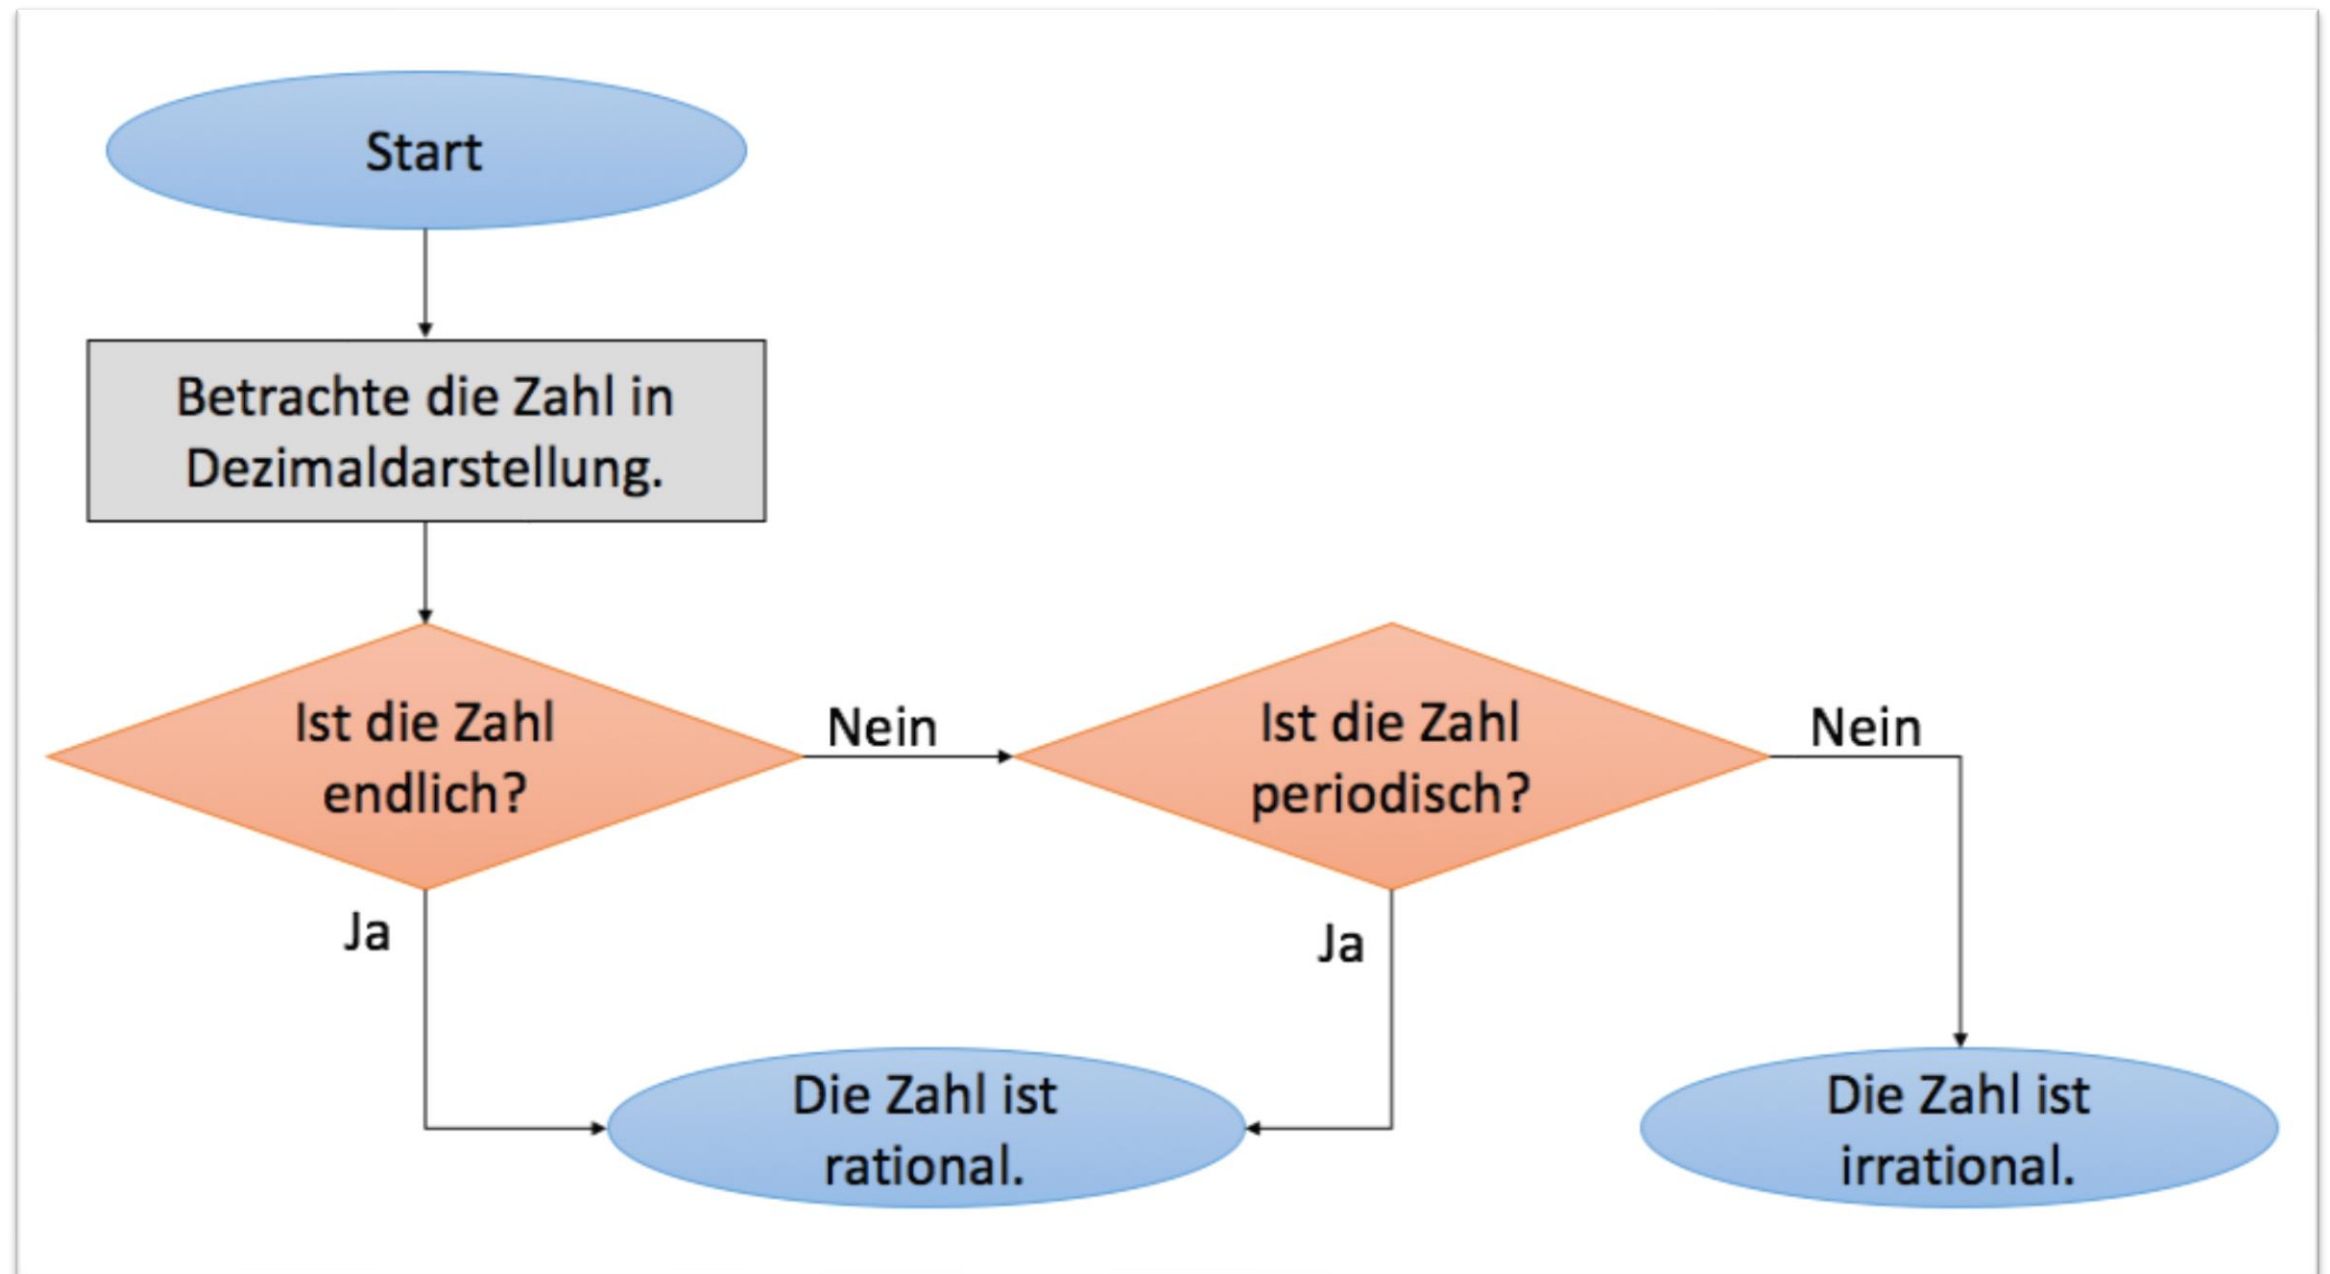 Start
Betrachte die Zahl in
Dezimaldarstellung.
Ist die Zahl
endlich?
Nein
Ist die Zahl
periodisch?
Nein
Ja
Ja
Die Zahl ist
rational.
Die Zahl ist
irrational.